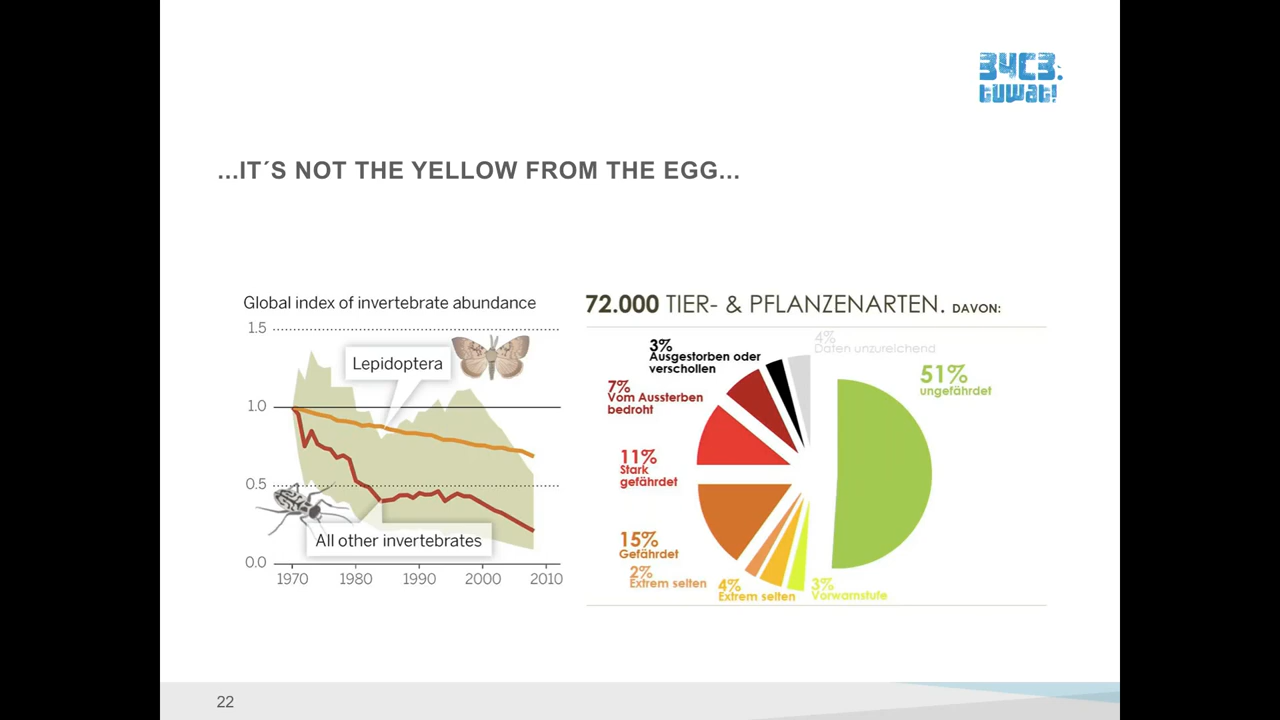 34C3.
tuwat!
...IT´S NOT THE YELLOW FROM THE EGG...
Global index of invertebrate abundance
1.5
Lepidoptera
1.0
0.5
All other invertebrates
0.0
1970 1980 1990 2000 2010
72.000 TIER- & PFLANZENARTEN. DAVON:
4%
Daten unzureichend
3%
Ausgestorben oder
verschollen
51%
ungefährdet
7%
Vom Aussterben
bedroht
11%
Stark
gefährdet
15%
Gefährdet
2%
Extrem selten
4%
Extrem selten
3%
Vorwarnstufe
22